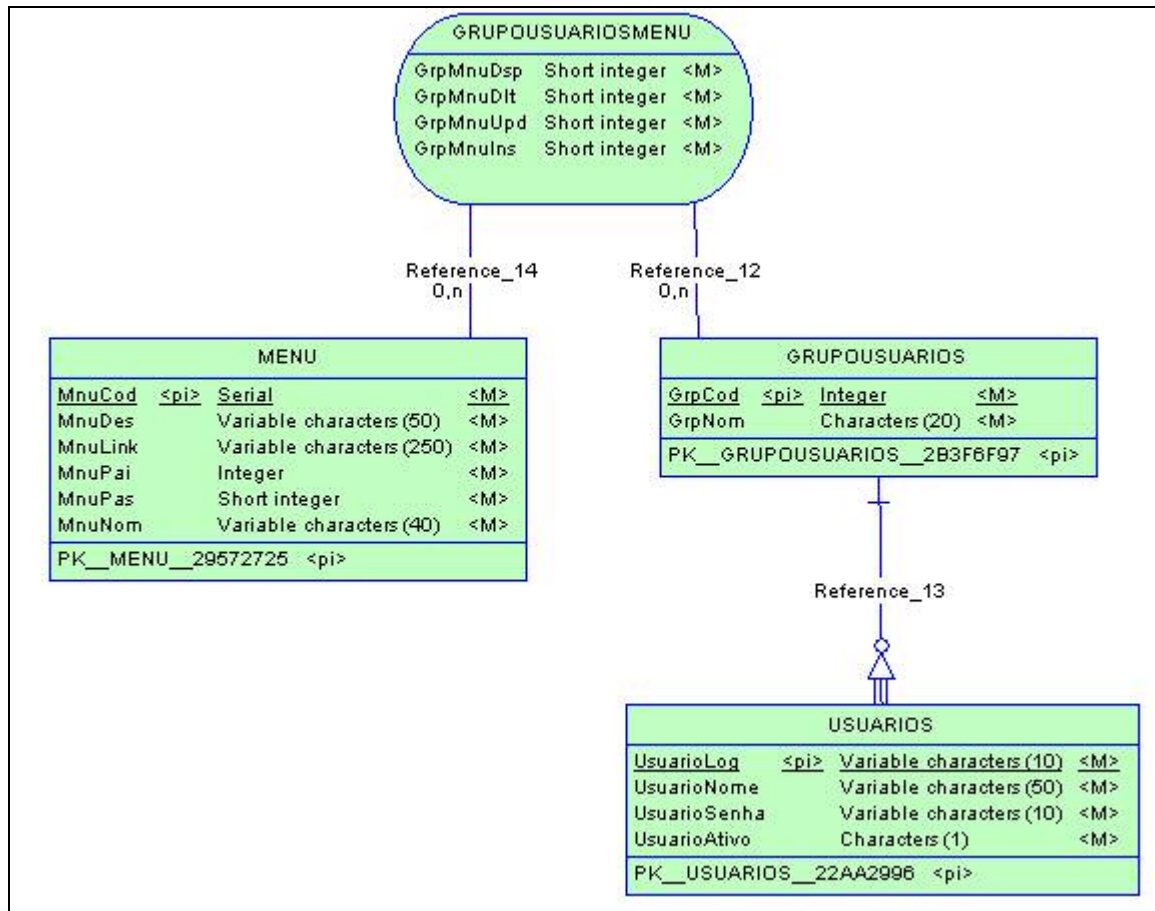 GRUPOUSUARIOSMENU
GrpMnuDsp Short integer <M>
GrpMnuDlt Short integer <M>
GrpMnuUpd Short integer <M>
GrpMnuIns Short integer <M>
Reference_14
0,n
Reference_12
0,n
MENU
MnuCod <pi> Serial <M>
MnuDes Variable characters (50) <M>
MnuLink Variable characters (250) <M>
MnuPai Integer <M>
MnuPas Short integer <M>
MnuNom Variable characters (40) <M>
PK__MENU__29572725 <pi>
GRUPOUSUARIOS
GrpCod <pi> Integer <M>
GrpNom Characters (20) <M>
PK__GRUPOUSUARIOS__2B3F6F97 <pi>
Reference_13
USUARIOS
UsuarioLog <pi> Variable characters (10) <M>
UsuarioNome Variable characters (50) <M>
UsuarioSenha Variable characters (10) <M>
UsuarioAtivo Characters (1) <M>
PK__USUARIOS__22AA2996 <pi>